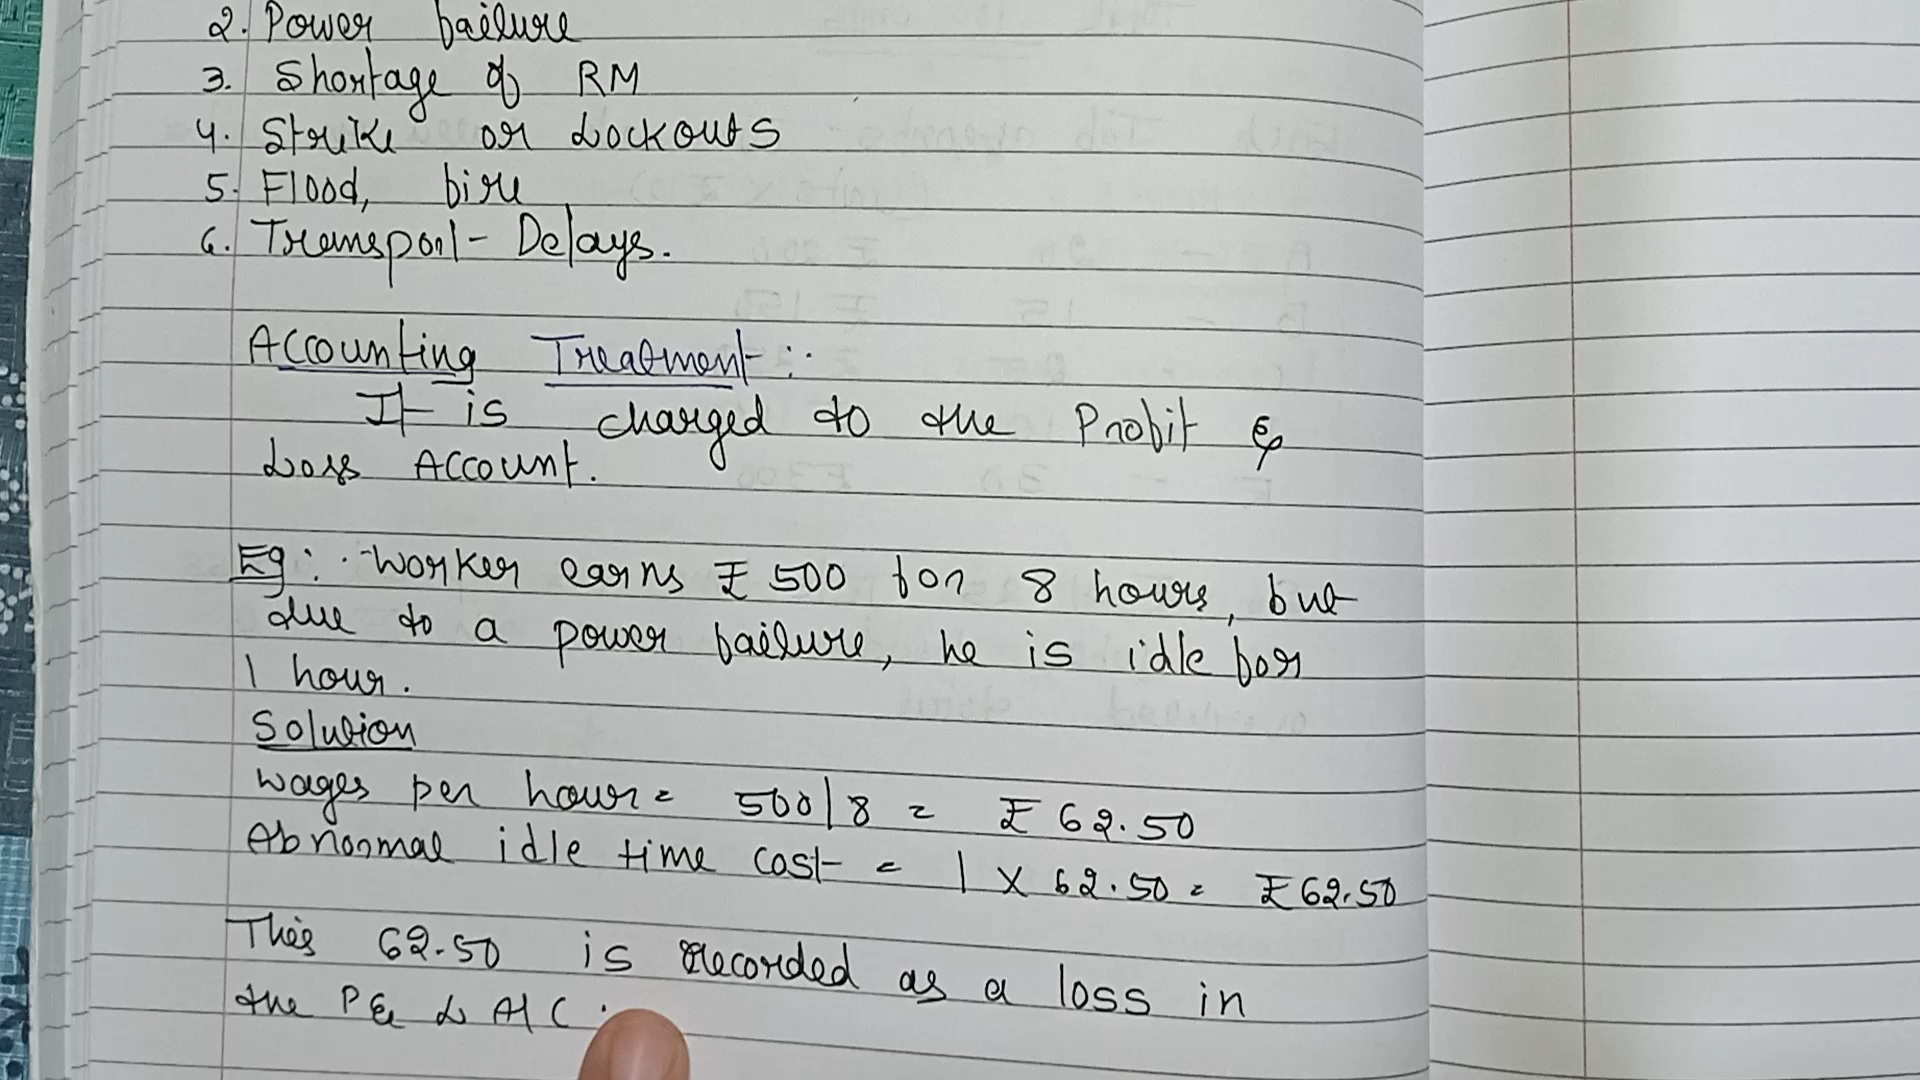 2. Power failure
3. Shortage of RM
4. Strike or Lockouts
5. Flood, fire
6. Transport Delays.
Accounting Treatment:
It is charged to the Profit &
Loss Account.
Eg: Worker earns ₹ 500 for 8 hours, but
due to a power failure, he is idle for
1 hour.
Solution
Wages per hour = 500/8 = ₹ 62.50
Abnormal idle time cost = 1 x 62.50 = ₹62.50
This 62.50 is recorded as a loss in
the P & L A/C.